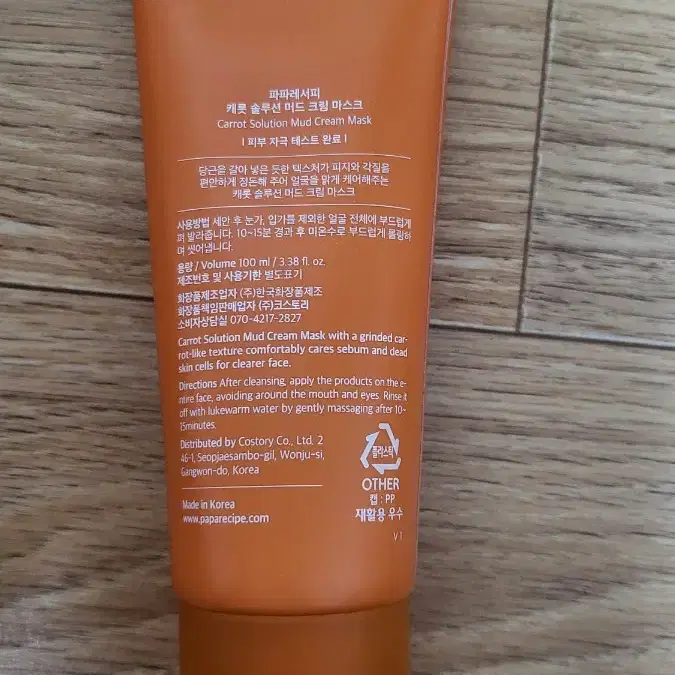 파파레서피
캐롯 솔루션 머드 크림 마스크
Carrot Solution Mud Cream Mask
I 피부 자극 테스트 완료 I
당근을 갈아 넣은 듯한 텍스처가 피지와 각질을
편안하게 정돈해 주어 얼굴을 맑게 케어해주는
캐롯 솔루션 머드 크림 마스크
사용방법 세안 후 눈가, 입가를 제외한 얼굴 전체에 부드럽게
펴 발라줍니다. 10~15분 경과 후 미온수로 부드럽게 롤링하
며 씻어냅니다.
용량 / Volume 100 ml / 3.38 fl. oz.
제조번호 및 사용기한 별도표기
화장품제조업자 (주)한국화장품제조
화장품책임판매업자 (주)코스토리
소비자상담실 070-4217-2827
Carrot Solution Mud Cream Mask with a grinded car-
rot-like texture comfortably cares sebum and dead
skin cells for clearer face.
Directions After cleansing, apply the products on the e-
ntire face, avoiding around the mouth and eyes. Rinse it
off with lukewarm water by gently massaging after 10-
15minutes.
Distributed by Costory Co., Ltd. 2
46-1, Seopjaesambo-gil, Wonju-si,
Gangwon-do, Korea
Made in Korea
www.paparecipe.com
플라스틱
OTHER
캡 : PP
재활용 우수
V 1